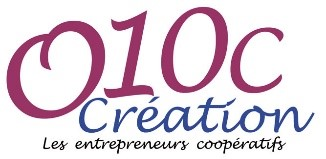 O10c
Création
Les entrepreneurs coopératifs